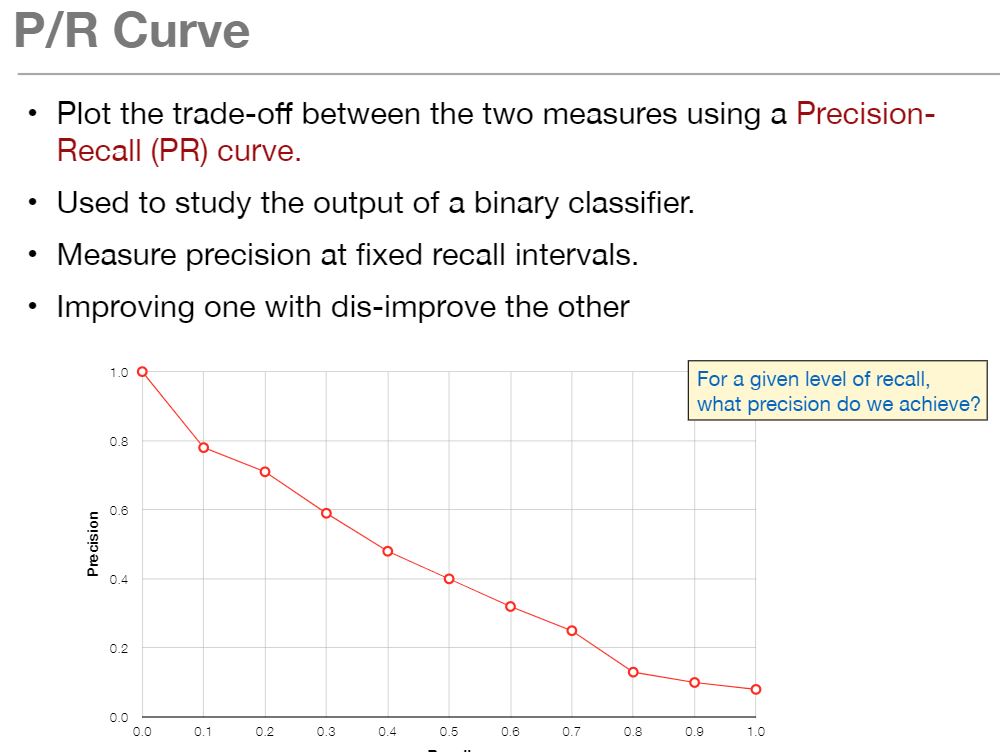 P/R Curve
• Plot the trade-off between the two measures using a Precision-
Recall (PR) curve.
• Used to study the output of a binary classifier.
• Measure precision at fixed recall intervals.
• Improving one with dis-improve the other
For a given level of recall,
what precision do we achieve?
Precision
1.0
0.8
0.6
0.4
0.2
0.0
0.0 0.1 0.2 0.3 0.4 0.5 0.6 0.7 0.8 0.9 1.0